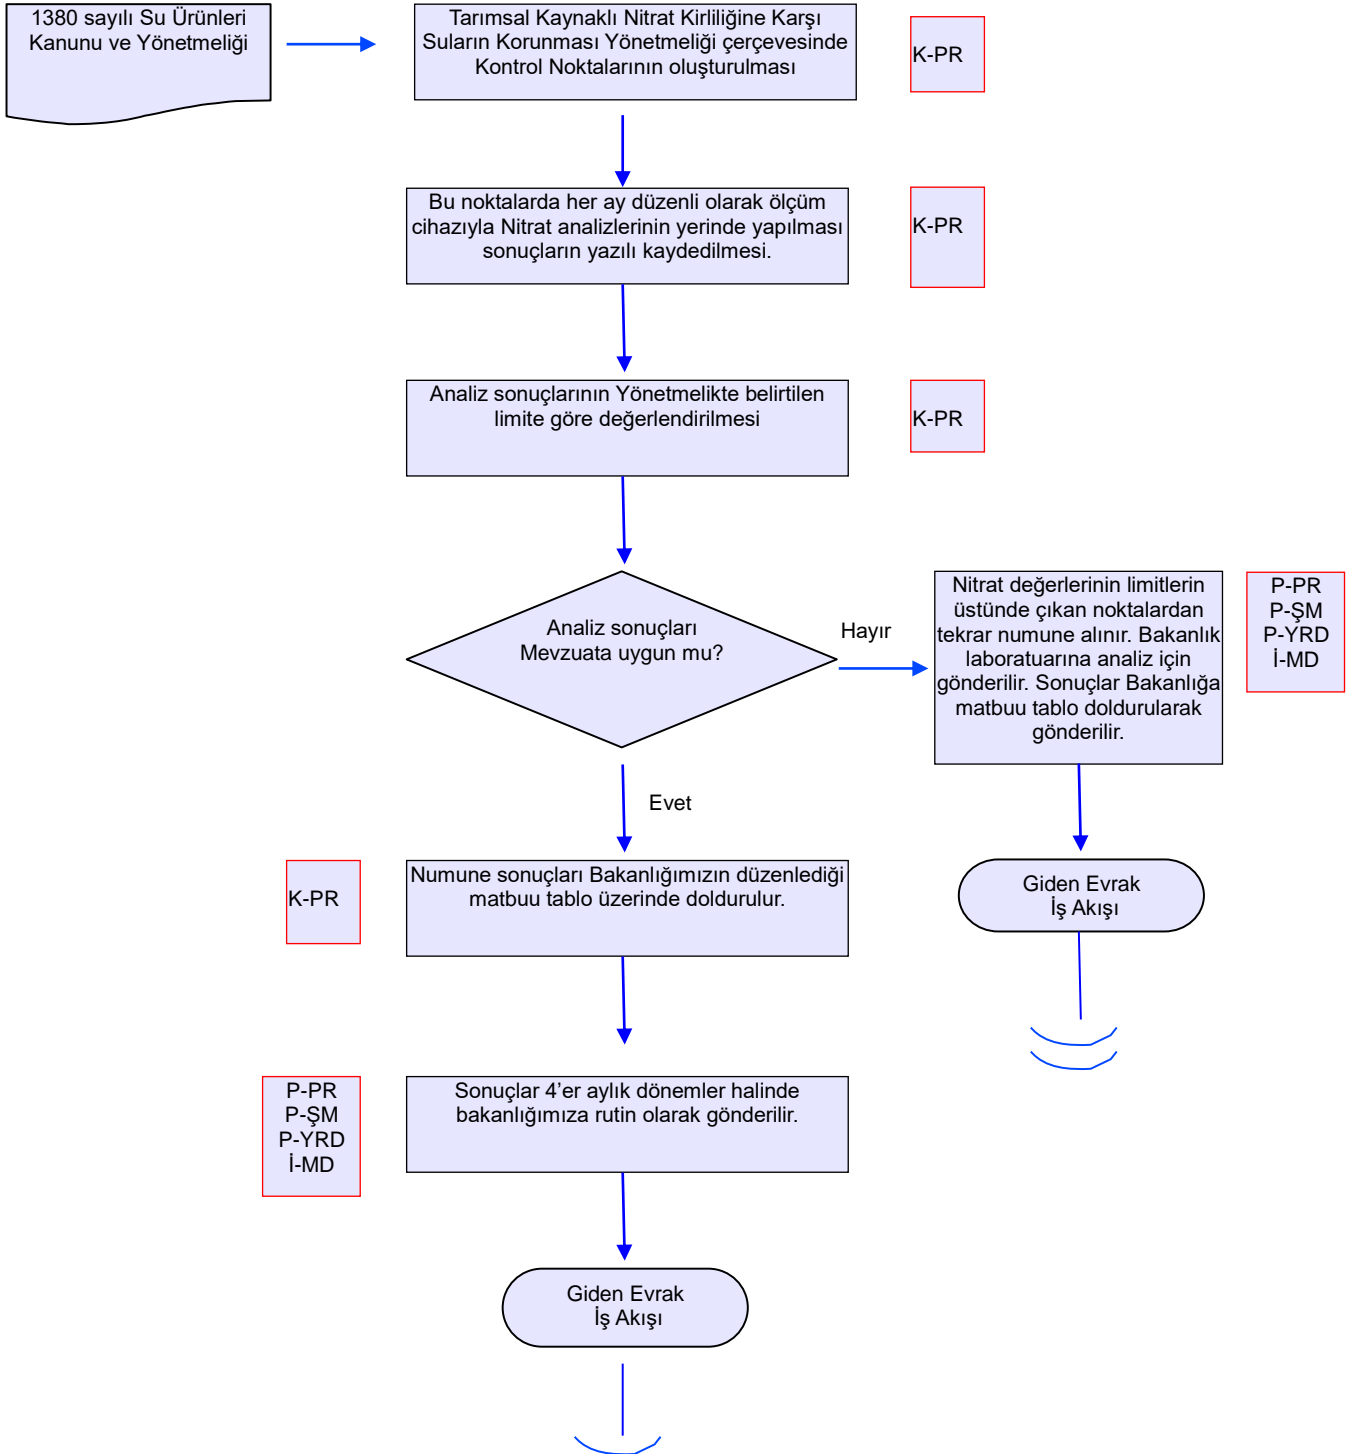 1380 sayılı Su Ürünleri
Kanunu ve Yönetmeliği
Tarımsal Kaynaklı Nitrat Kirliliğine Karşı
Suların Korunması Yönetmeliği çerçevesinde
Kontrol Noktalarının oluşturulması
K-PR
Bu noktalarda her ay düzenli olarak ölçüm
cihazıyla Nitrat analizlerinin yerinde yapılması
sonuçların yazılı kaydedilmesi.
K-PR
Analiz sonuçlarının Yönetmelikte belirtilen
limite göre değerlendirilmesi
K-PR
Analiz sonuçları
Mevzuata uygun mu?
Hayır
Nitrat değerlerinin limitlerin
üstünde çıkan noktalardan
tekrar numune alınır. Bakanlık
laboratuarına analiz için
gönderilir. Sonuçlar Bakanlığa
matbuu tablo doldurularak
gönderilir.
P-PR
P-ŞM
P-YRD
İ-MD
Evet
K-PR
Numune sonuçları Bakanlığımızın düzenlediği
matbuu tablo üzerinde doldurulur.
Giden Evrak
İş Akışı
P-PR
P-ŞM
P-YRD
İ-MD
Sonuçlar 4’er aylık dönemler halinde
bakanlığımıza rutin olarak gönderilir.
Giden Evrak
İş Akışı